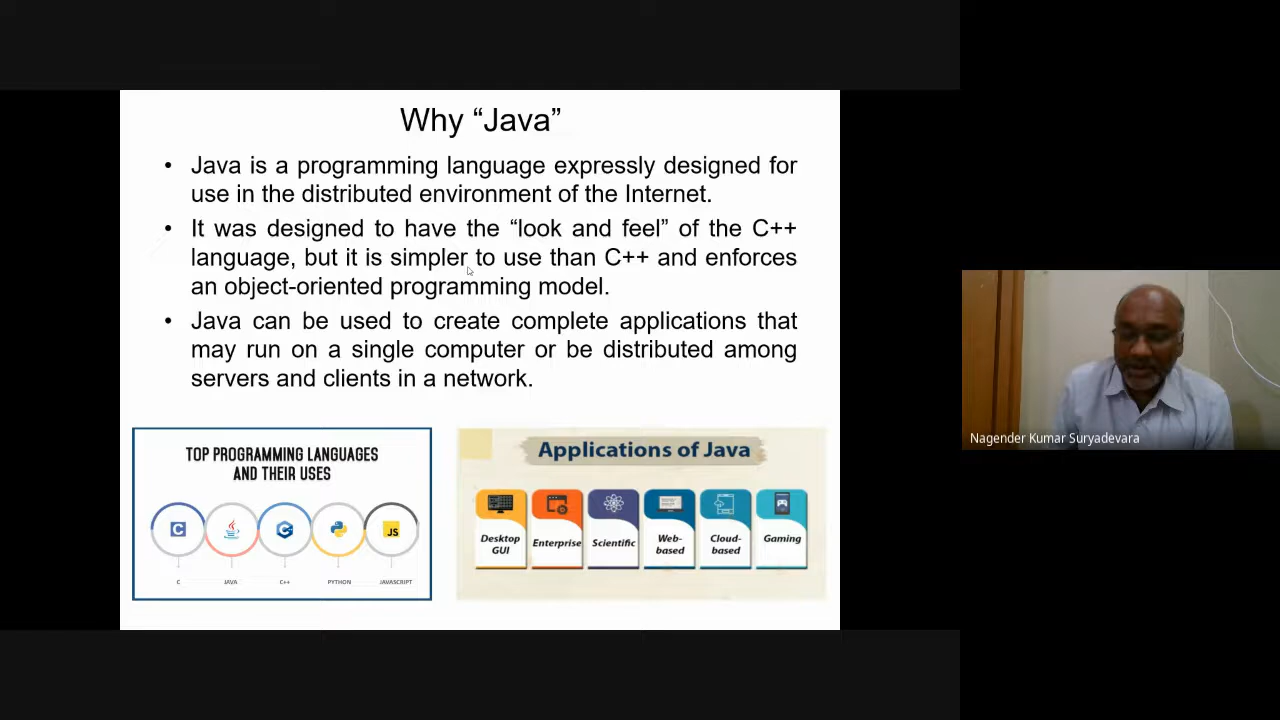 Why “Java”
• Java is a programming language expressly designed for
use in the distributed environment of the Internet.
• It was designed to have the “look and feel” of the C++
language, but it is simpler to use than C++ and enforces
an object-oriented programming model.
• Java can be used to create complete applications that
may run on a single computer or be distributed among
servers and clients in a network.
TOP PROGRAMMING LANGUAGES
AND THEIR USES
C
JS
C
JAVA
C++
PYTHON
JAVASCRIPT
Applications of Java
Desktop
GUI
Enterprise
Scientific
Web-
based
Cloud-
based
Gaming
Nagender Kumar Suryadevara